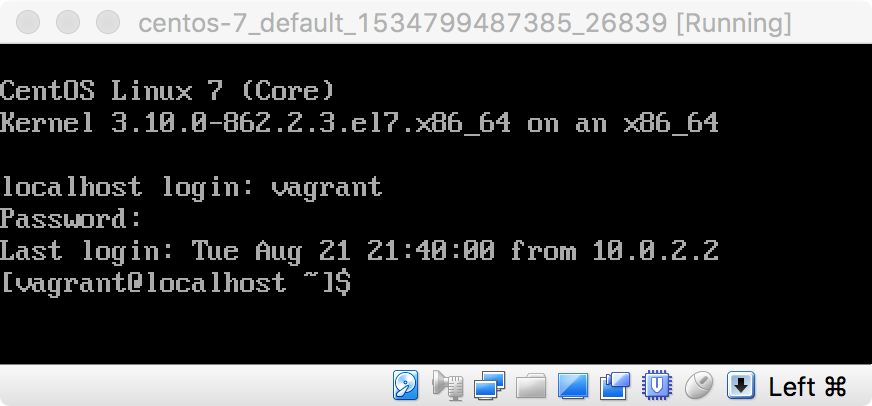 centos-7_default_1534799487385_26839 [Running]
CentOS Linux 7 (Core)
Kernel 3.10.0-862.2.3.el7.x86_64 on an x86_64
localhost login: vagrant
Password:
Last login: Tue Aug 21 21:40:00 from 10.0.2.2
[vagrant@localhost ~]$
Left ⌘